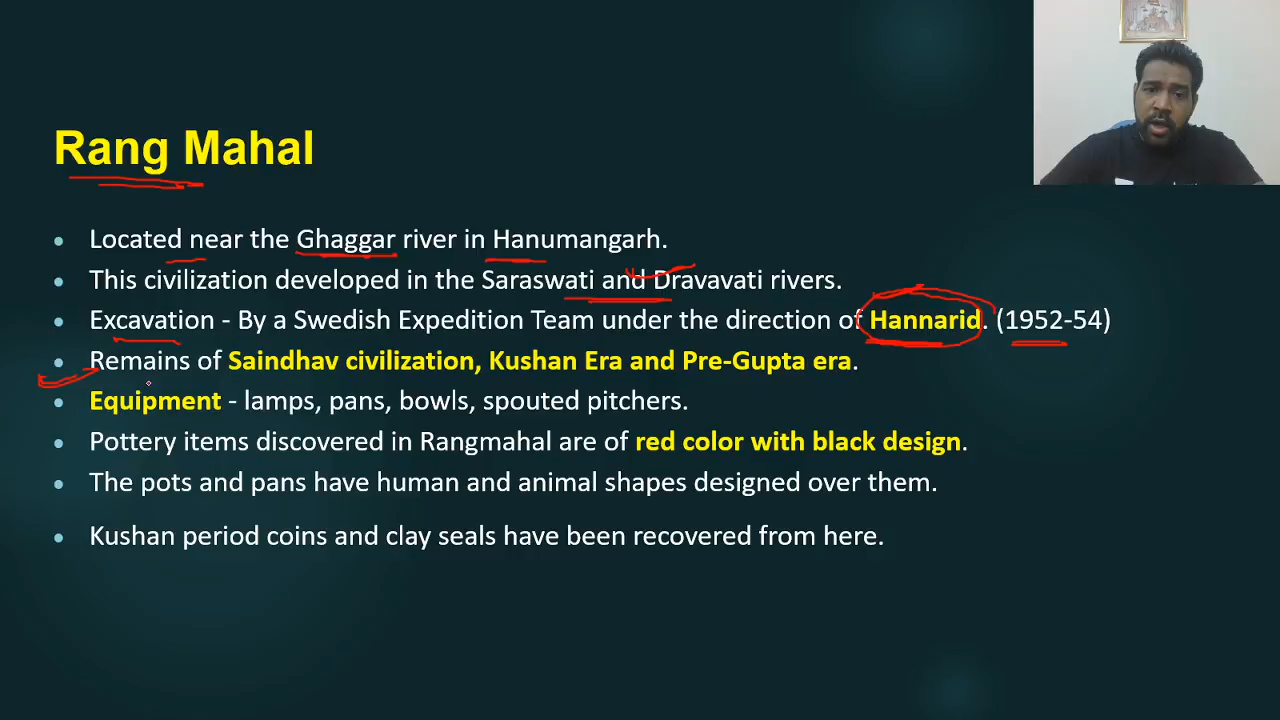 Rang Mahal
Located near the Ghaggar river in Hanumangarh.
This civilization developed in the Saraswati and Dravavati rivers.
Excavation - By a Swedish Expedition Team under the direction of Hannarid. (1952-54)
Remains of Saindhav civilization, Kushan Era and Pre-Gupta era.
Equipment - lamps, pans, bowls, spouted pitchers.
Pottery items discovered in Rangmahal are of red color with black design.
The pots and pans have human and animal shapes designed over them.
Kushan period coins and clay seals have been recovered from here.